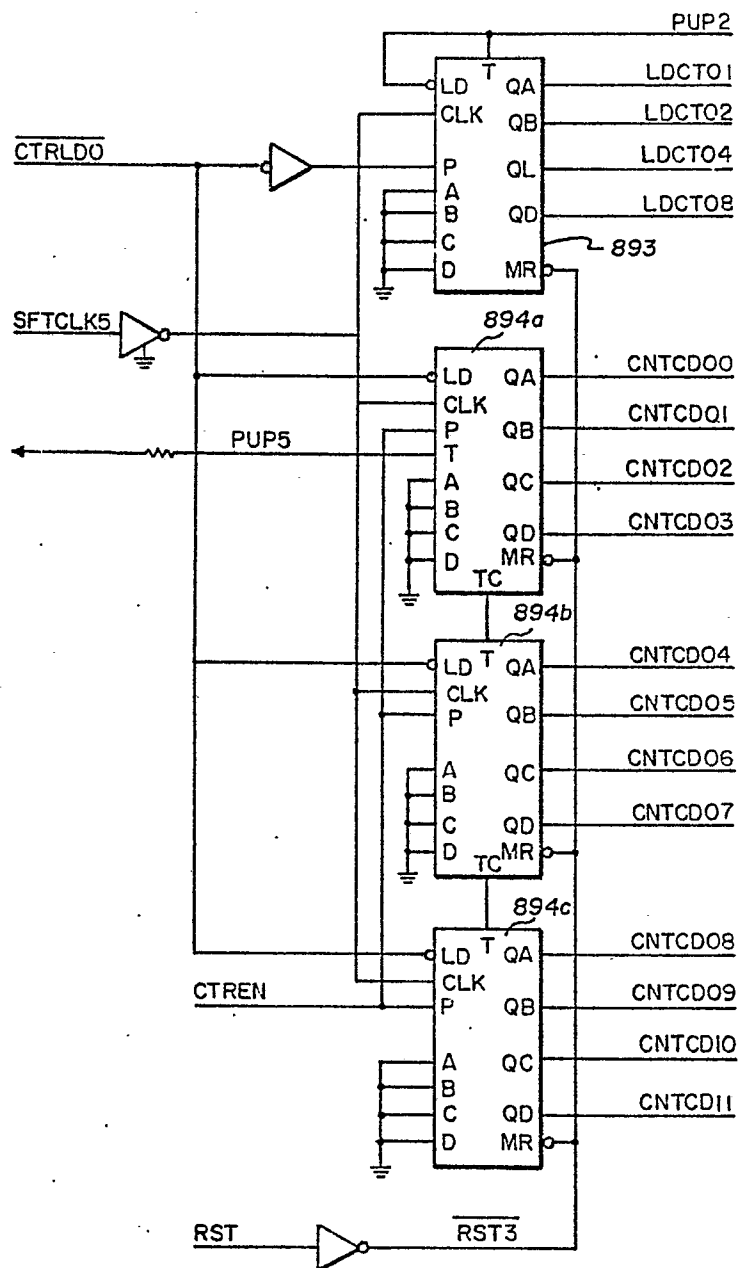 PUP2
T
LD QA LDCT01
CLK
QB LDCT02
CTRLD0
P QL LDCT04
A
B QD LDCT08
C
893
D MR
SFTCLK5
894a
LD QA CNTCD00
CLK
P QB CNTCD01
PUP5 T
A QC CNTCD02
B
C QD CNTCD03
D MR
TC
894b
T
LD QA CNTCD04
CLK
P QB CNTCD05
A QC CNTCD06
B
C QD CNTCD07
D MR
TC
894c
T
LD QA CNTCD08
CLK
CTREN P QB CNTCD09
A QC CNTCD10
B
C QD CNTCD11
D MR
RST RST3